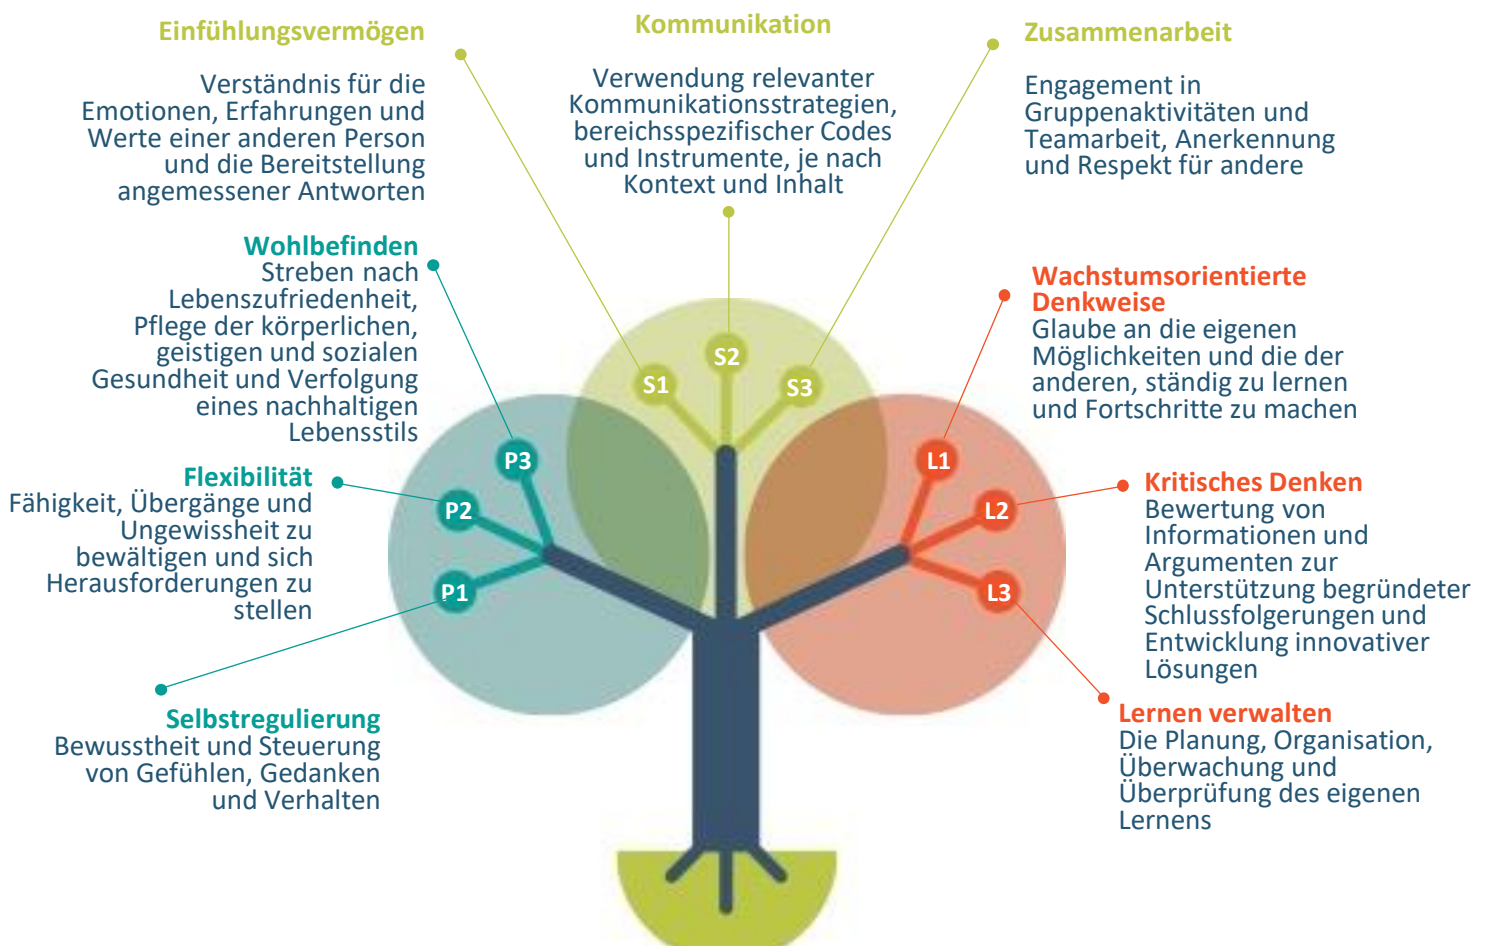 Einfühlungsvermögen
Verständnis für die
Emotionen, Erfahrungen und
Werte einer anderen Person
und die Bereitstellung
angemessener Antworten
Kommunikation
Verwendung relevanter
Kommunikationsstrategien,
bereichsspezifischer Codes
und Instrumente, je nach
Kontext und Inhalt
Zusammenarbeit
Engagement in
Gruppenaktivitäten und
Teamarbeit, Anerkennung
und Respekt für andere
Wohlbefinden
Streben nach
Lebenszufriedenheit,
Pflege der körperlichen,
geistigen und sozialen
Gesundheit und Verfolgung
eines nachhaltigen
Lebensstils
Flexibilität
Fähigkeit, Übergänge und
Ungewissheit zu
bewältigen und sich
Herausforderungen zu
stellen
Selbstregulierung
Bewusstheit und Steuerung
von Gefühlen, Gedanken
und Verhalten
P3
P2
P1
S1
S2
S3
L1
L2
L3
Wachstumsorientierte
Denkweise
Glaube an die eigenen
Möglichkeiten und die der
anderen, ständig zu lernen
und Fortschritte zu machen
Kritisches Denken
Bewertung von
Informationen und
Argumenten zur
Unterstützung begründeter
Schlussfolgerungen und
Entwicklung innovativer
Lösungen
Lernen verwalten
Die Planung, Organisation,
Überwachung und
Überprüfung des eigenen
Lernens